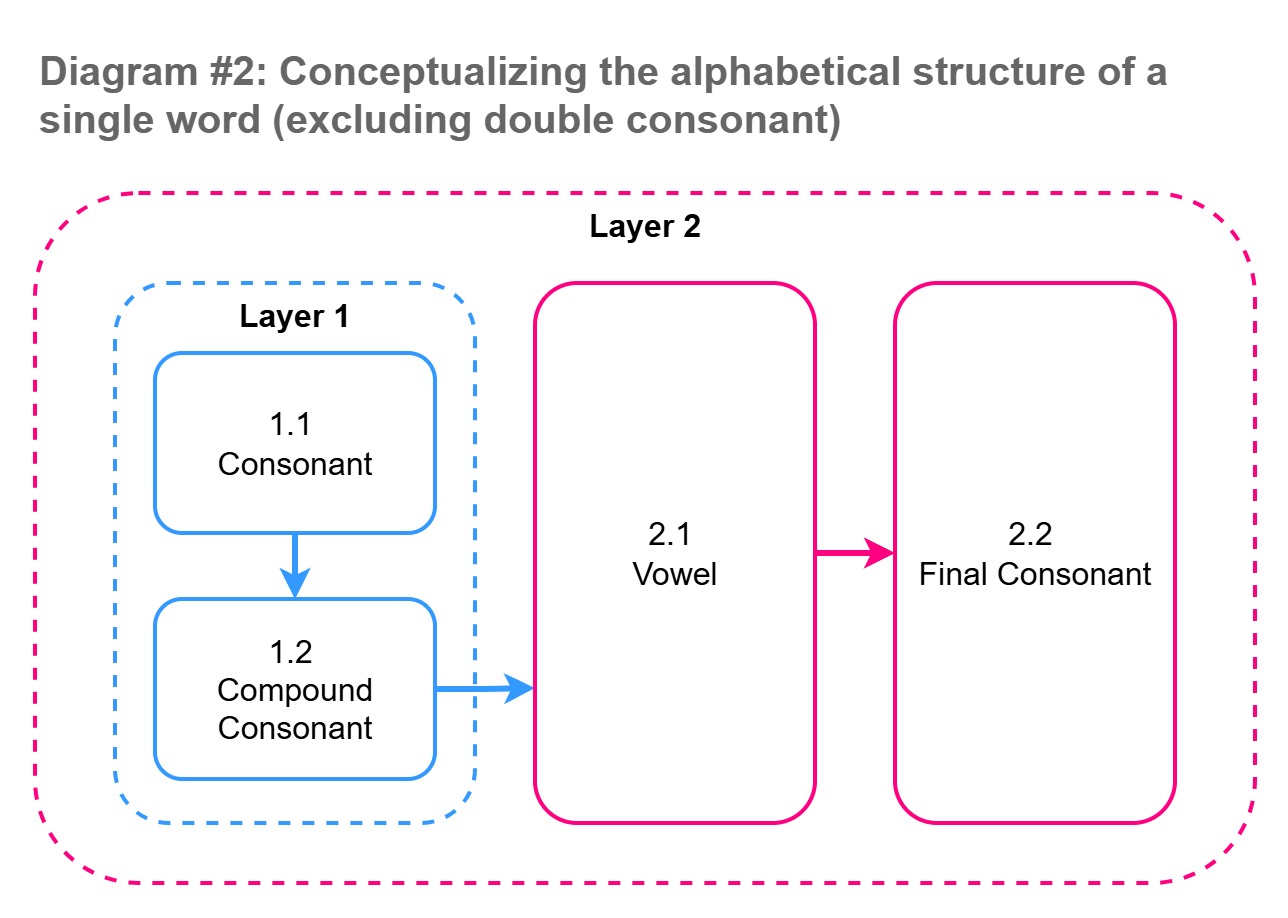 Diagram #2: Conceptualizing the alphabetical structure of a
single word (excluding double consonant)
Layer 2
Layer 1
1.1
Consonant
1.2
Compound
Consonant
2.1
Vowel
2.2
Final Consonant